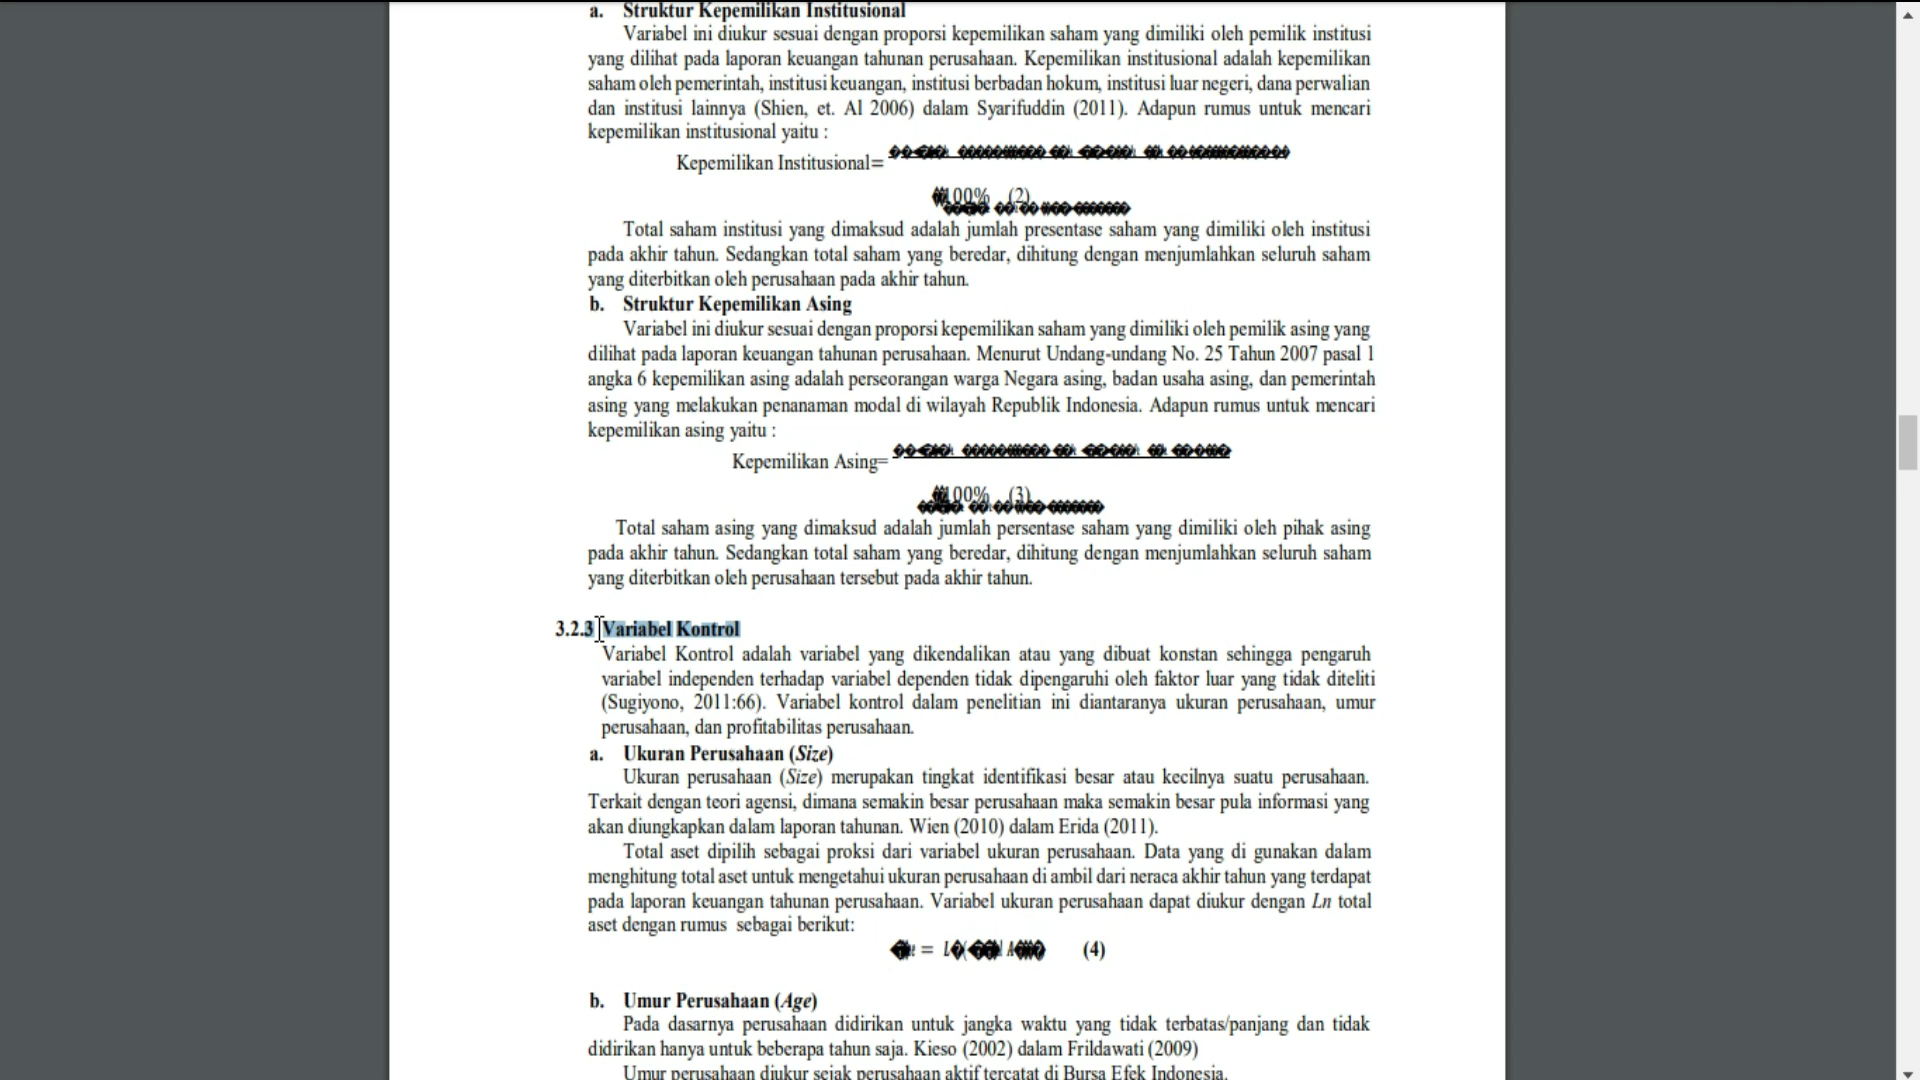 a. Struktur Kepemilikan Institusional
Variabel ini diukur sesuai dengan proporsi kepemilikan saham yang dimiliki oleh pemilik institusi
yang dilihat pada laporan keuangan tahunan perusahaan. Kepemilikan institusional adalah kepemilikan
saham oleh pemerintah, institusi keuangan, institusi berbadan hokum, institusi luar negeri, dana perwalian
dan institusi lainnya (Shien, et. Al 2006) dalam Syarifuddin (2011). Adapun rumus untuk mencari
kepemilikan institusional yaitu :
Kepemilikan Institusional=
100% (2)
Total saham institusi yang dimaksud adalah jumlah presentase saham yang dimiliki oleh institusi
pada akhir tahun. Sedangkan total saham yang beredar, dihitung dengan menjumlahkan seluruh saham
yang diterbitkan oleh perusahaan pada akhir tahun.
b. Struktur Kepemilikan Asing
Variabel ini diukur sesuai dengan proporsi kepemilikan saham yang dimiliki oleh pemilik asing yang
dilihat pada laporan keuangan tahunan perusahaan. Menurut Undang-undang No. 25 Tahun 2007 pasal 1
angka 6 kepemilikan asing adalah perseorangan warga Negara asing, badan usaha asing, dan pemerintah
asing yang melakukan penanaman modal di wilayah Republik Indonesia. Adapun rumus untuk mencari
kepemilikan asing yaitu :
Kepemilikan Asing=
100% (3)
Total saham asing yang dimaksud adalah jumlah persentase saham yang dimiliki oleh pihak asing
pada akhir tahun. Sedangkan total saham yang beredar, dihitung dengan menjumlahkan seluruh saham
yang diterbitkan oleh perusahaan tersebut pada akhir tahun.
3.2.3 Variabel Kontrol
Variabel Kontrol adalah variabel yang dikendalikan atau yang dibuat konstan sehingga pengaruh
variabel independen terhadap variabel dependen tidak dipengaruhi oleh faktor luar yang tidak diteliti
(Sugiyono, 2011:66). Variabel kontrol dalam penelitian ini diantaranya ukuran perusahaan, umur
perusahaan, dan profitabilitas perusahaan.
a. Ukuran Perusahaan (Size)
Ukuran perusahaan (Size) merupakan tingkat identifikasi besar atau kecilnya suatu perusahaan.
Terkait dengan teori agensi, dimana semakin besar perusahaan maka semakin besar pula informasi yang
akan diungkapkan dalam laporan tahunan. Wien (2010) dalam Erida (2011).
Total aset dipilih sebagai proksi dari variabel ukuran perusahaan. Data yang di gunakan dalam
menghitung total aset untuk mengetahui ukuran perusahaan di ambil dari neraca akhir tahun yang terdapat
pada laporan keuangan tahunan perusahaan. Variabel ukuran perusahaan dapat diukur dengan Ln total
aset dengan rumus sebagai berikut:
= (4)
b. Umur Perusahaan (Age)
Pada dasarnya perusahaan didirikan untuk jangka waktu yang tidak terbatas/panjang dan tidak
didirikan hanya untuk beberapa tahun saja. Kieso (2002) dalam Frildawati (2009)
Umur perusahaan diukur sejak perusahaan aktif tercatat di Bursa Efek Indonesia.